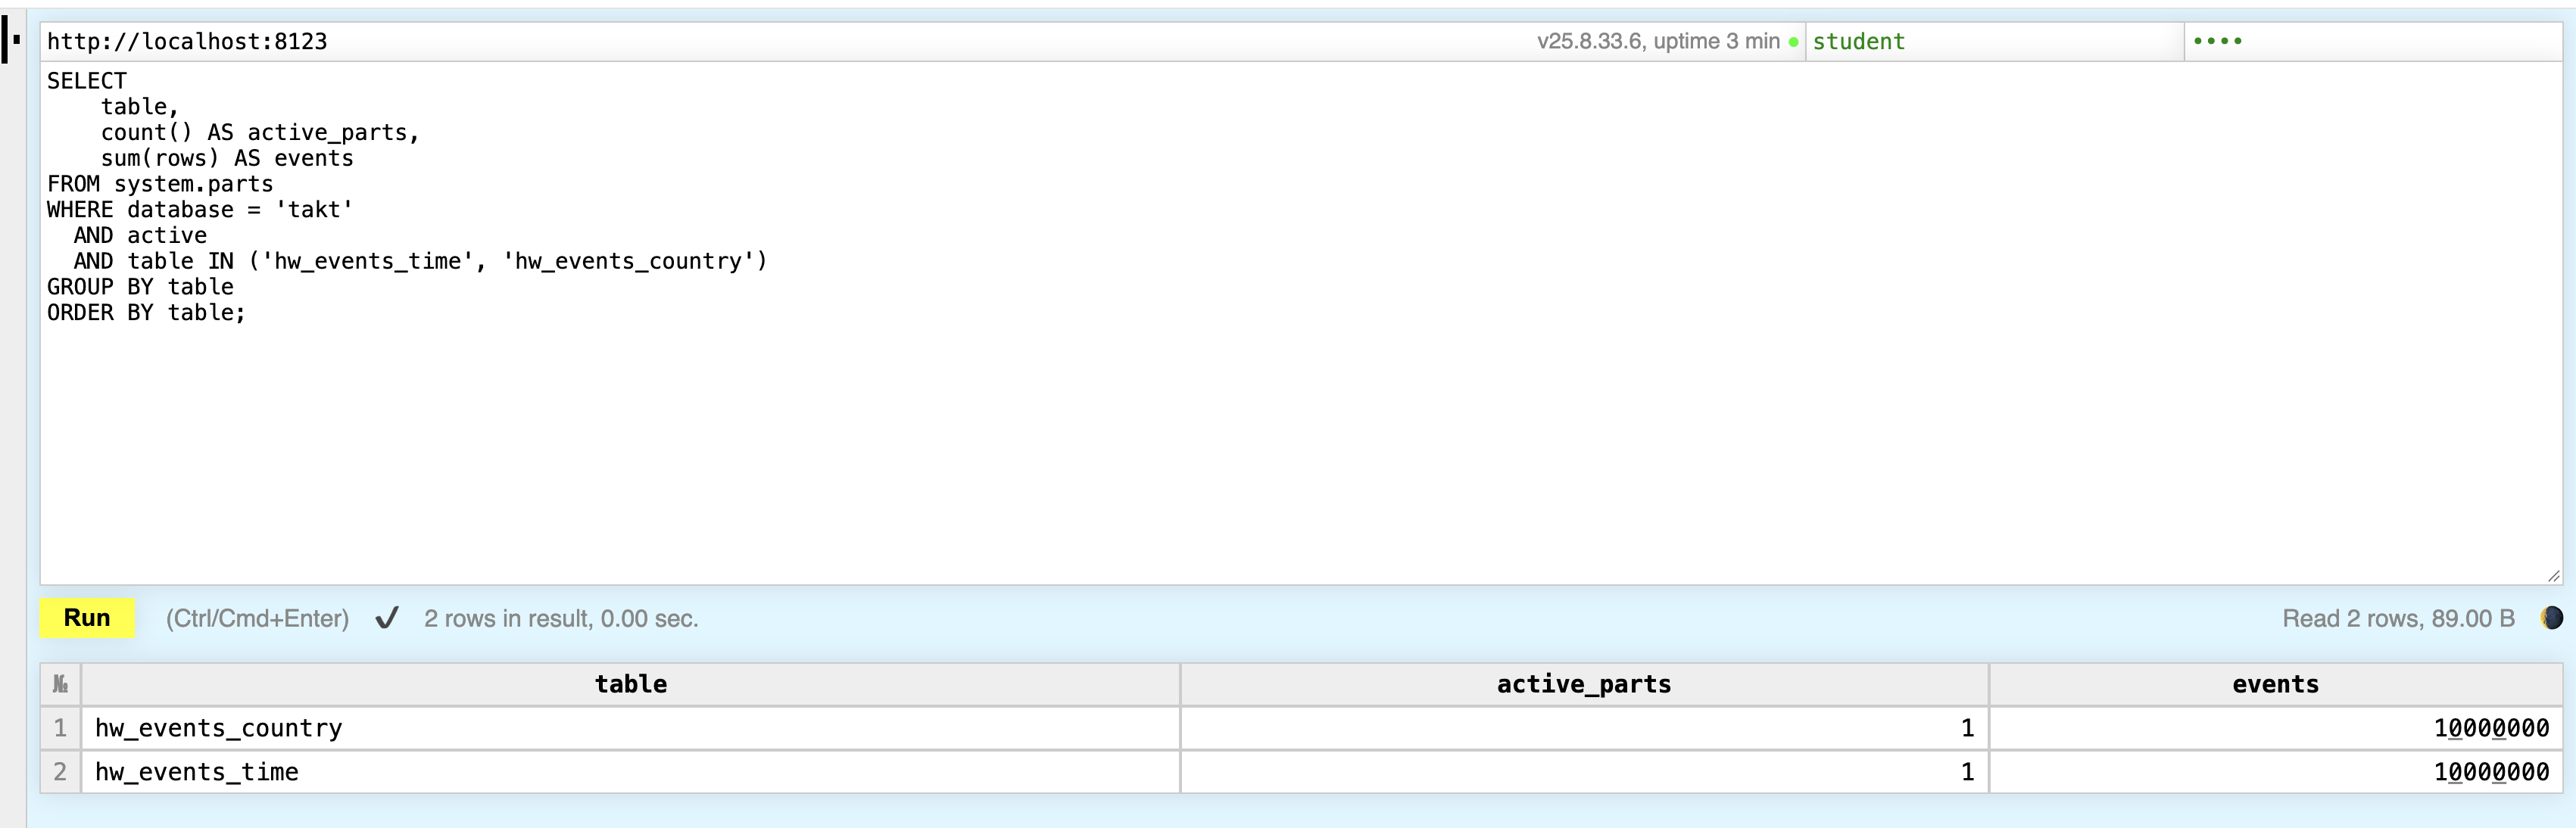 http://localhost:8123 v25.8.33.6, uptime 3 min student ••••
SELECT
    table,
    count() AS active_parts,
    sum(rows) AS events
FROM system.parts
WHERE database = 'takt'
  AND active
  AND table IN ('hw_events_time', 'hw_events_country')
GROUP BY table
ORDER BY table;
Run (Ctrl/Cmd+Enter) ✔ 2 rows in result, 0.00 sec. Read 2 rows, 89.00 B
№ table active_parts events
1 hw_events_country 1 10000000
2 hw_events_time 1 10000000